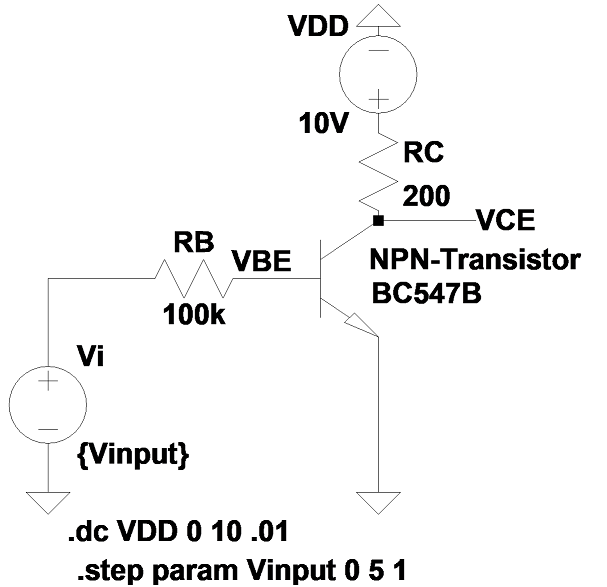 VDD
10V
RC
200
VCE
RB
VBE
NPN-Transistor
BC547B
100k
Vi
{Vinput}
.dc VDD 0 10 .01
.step param Vinput 0 5 1